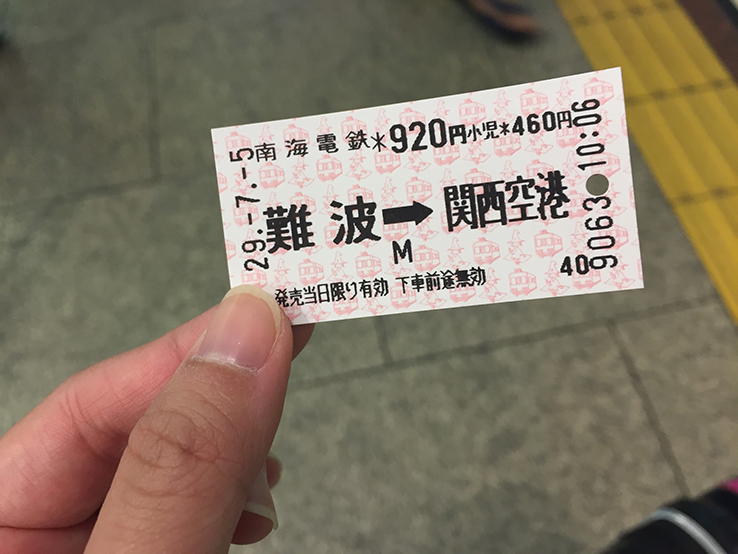 29.-7.-5
南海電鉄 *920円 小児*460円
難波➡関西空港
M
発売当日限り有効 下車前途無効
40
9063 10:06